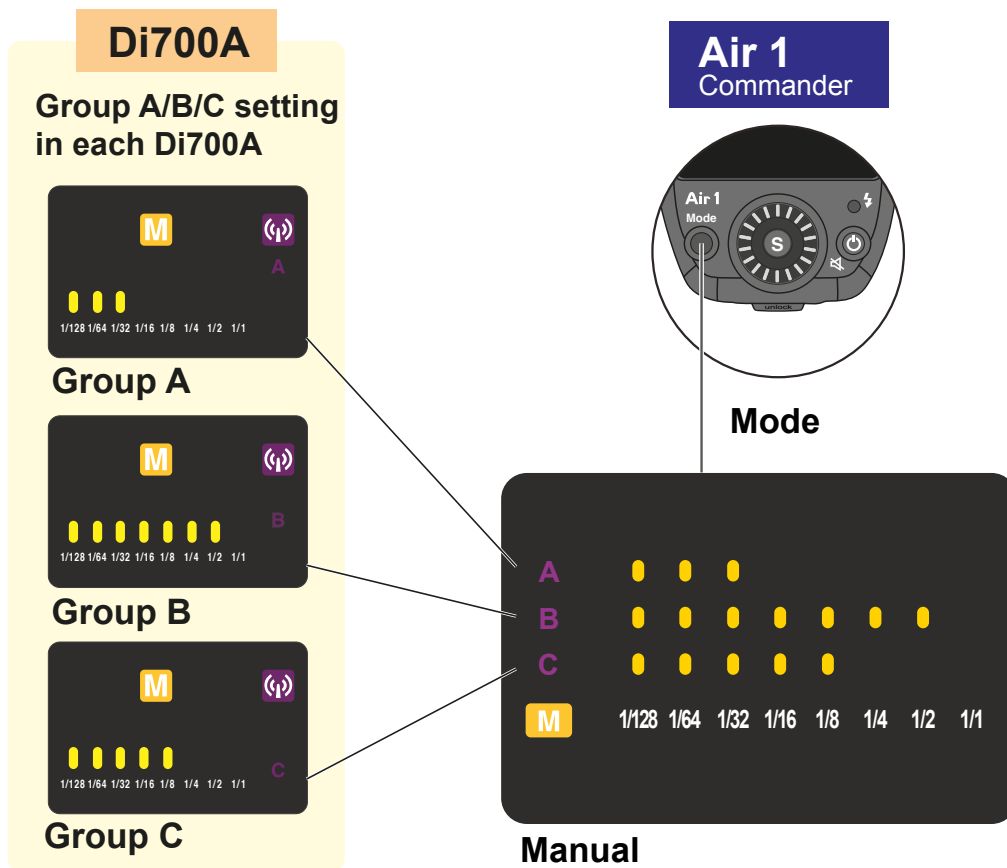 Di700A
Group A/B/C setting
in each Di700A
M
A
1/128 1/64 1/32 1/16 1/8 1/4 1/2 1/1
Group A
M
B
1/128 1/64 1/32 1/16 1/8 1/4 1/2 1/1
Group B
M
C
1/128 1/64 1/32 1/16 1/8 1/4 1/2 1/1
Group C
Air 1
Commander
Air 1
Mode
S
unlock
Mode
A
B
C
M 1/128 1/64 1/32 1/16 1/8 1/4 1/2 1/1
Manual